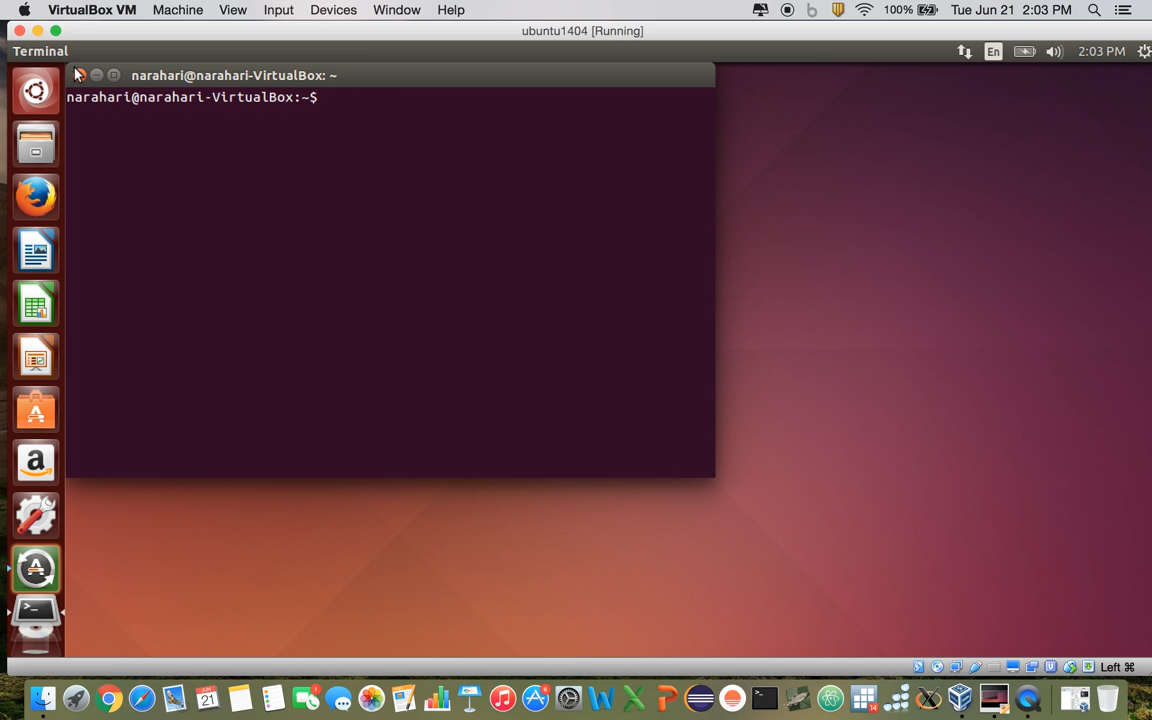 VirtualBox VM Machine View Input Devices Window Help 100% Tue Jun 21 2:03 PM
ubuntu1404 [Running]
Terminal En 2:03 PM
narahari@narahari-VirtualBox: ~
narahari@narahari-VirtualBox:~$
Left ⌘